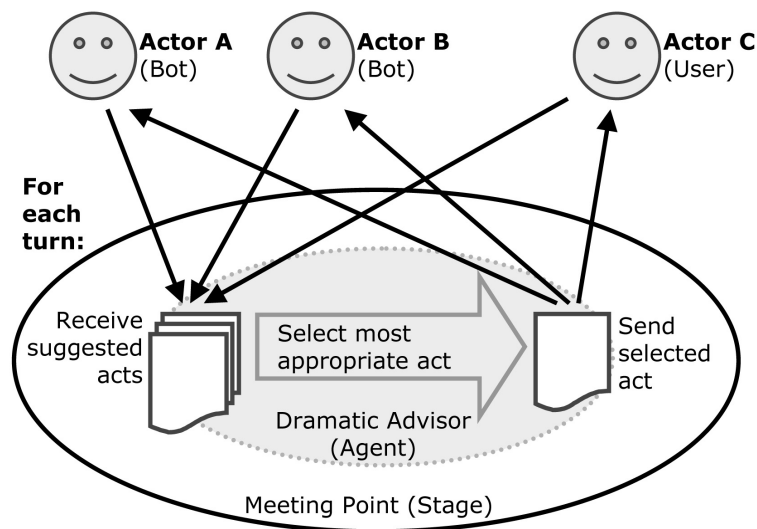 Actor A
(Bot)
Actor B
(Bot)
Actor C
(User)
For
each
turn:
Receive
suggested
acts
Select most
appropriate act
Send
selected
act
Dramatic Advisor
(Agent)
Meeting Point (Stage)